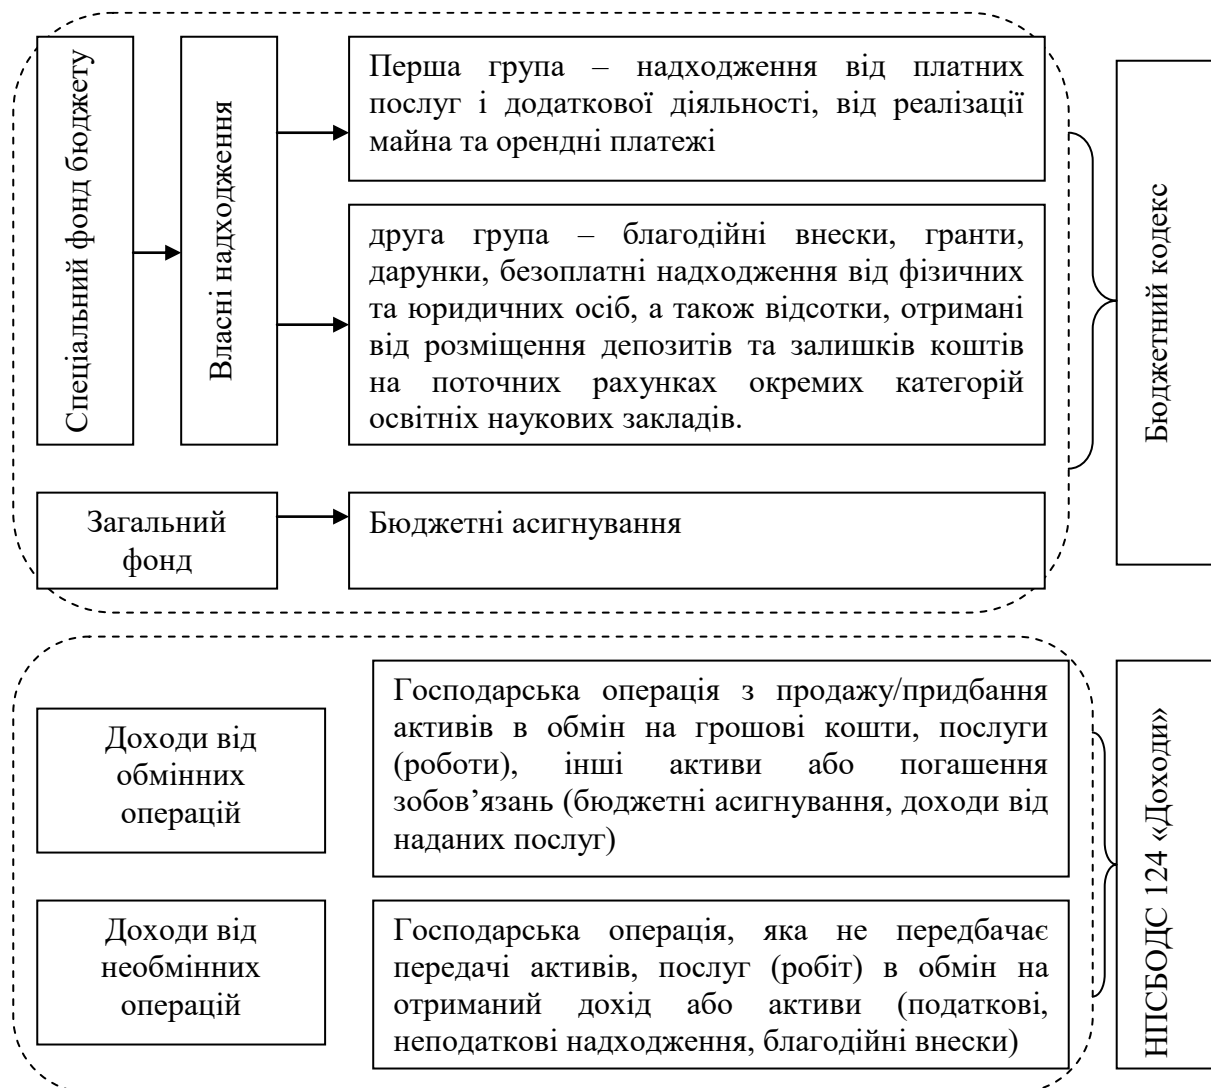 Спеціальний фонд бюджету
Власні надходження
Перша група – надходження від платних
послуг і додаткової діяльності, від реалізації
майна та орендні платежі
друга група – благодійні внески, гранти,
дарунки, безоплатні надходження від фізичних
та юридичних осіб, а також відсотки, отримані
від розміщення депозитів та залишків коштів
на поточних рахунках окремих категорій
освітніх наукових закладів.
Загальний
фонд
Бюджетні асигнування
Бюджетний кодекс
Доходи від
обмінних
операцій
Господарська операція з продажу/придбання
активів в обмін на грошові кошти, послуги
(роботи), інші активи або погашення
зобов’язань (бюджетні асигнування, доходи від
наданих послуг)
Доходи від
необмінних
операцій
Господарська операція, яка не передбачає
передачі активів, послуг (робіт) в обмін на
отриманий дохід або активи (податкові,
неподаткові надходження, благодійні внески)
НПСБОДС 124 «Доходи»